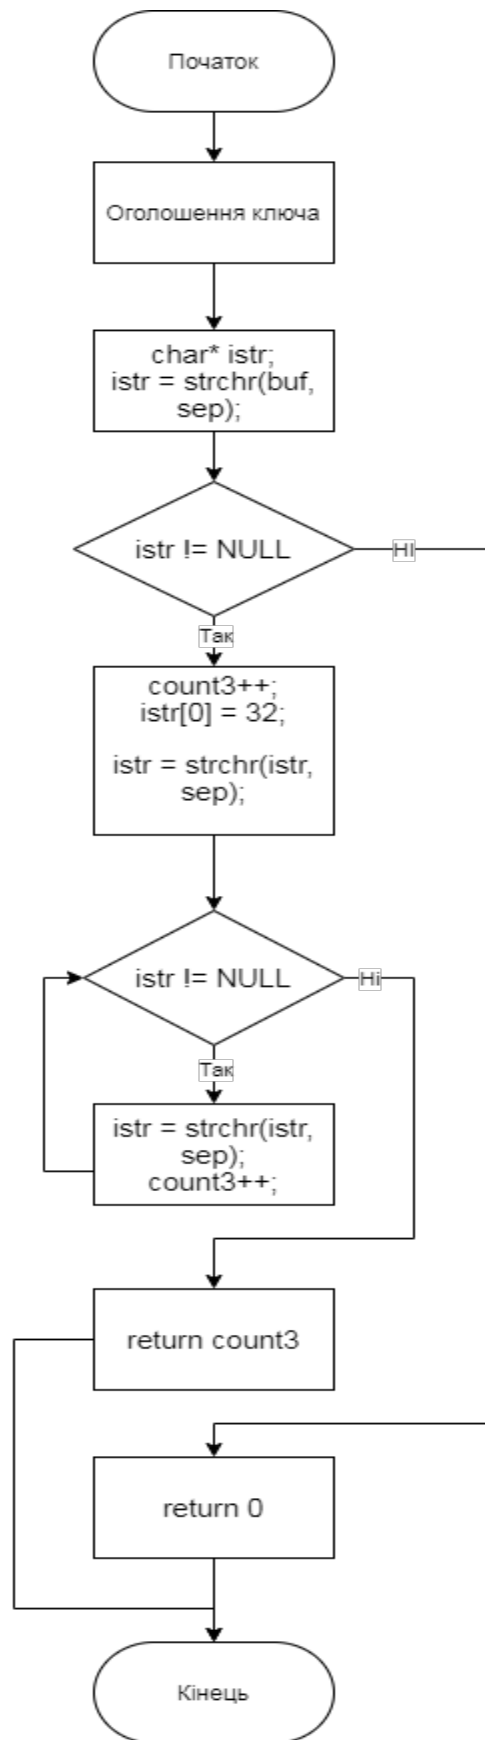 Початок
Оголошення ключа
char* istr;
istr = strchr(buf,
sep);
istr != NULL
НІ
Так
count3++;
istr[0] = 32;
istr = strchr(istr,
sep);
istr != NULL
Ні
Так
istr = strchr(istr,
sep);
count3++;
return count3
return 0
Кінець